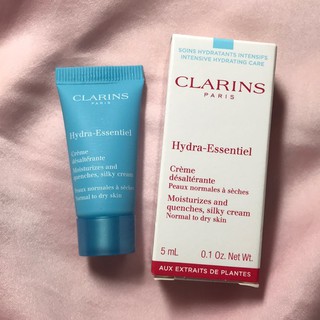 CLARINS
PARIS
Hydra-Essentiel
Crème
désaltérante
Moisturizes and
quenches, silky cream
Peaux normales à sèches
Normal to dry skin
SOINS HYDRATANTS INTENSIFS
INTENSIVE HYDRATING CARE
CLARINS
PARIS
Hydra-Essentiel
Crème
désaltérante
Peaux normales à sèches
Moisturizes and
quenches, silky cream
Normal to dry skin
5 mL 0.1 Oz. Net Wt.
AUX EXTRAITS DE PLANTES